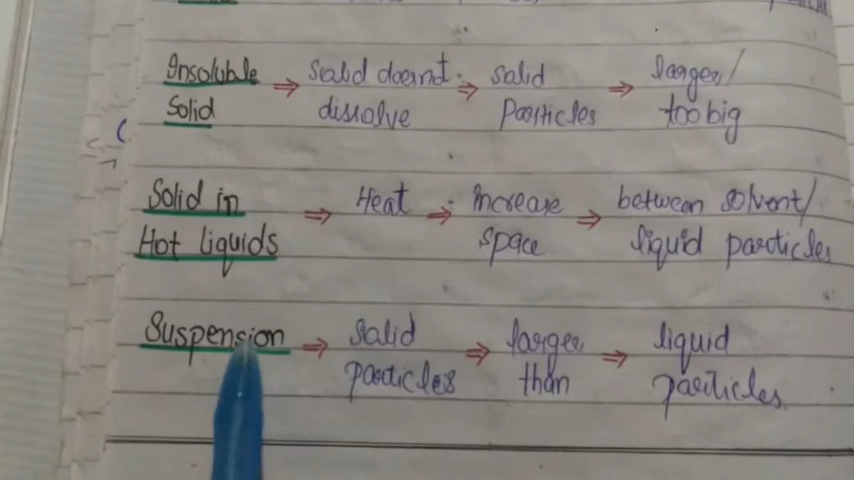 Insoluble ⇒ Solid doesnt ⇒ solid ⇒ larger/
Solid dissolve Particles too big
Solid in ⇒ Heat ⇒ increase ⇒ between solvent/
Hot liquids space liquid particles
Suspension ⇒ Solid ⇒ larger ⇒ liquid
particles than particles.